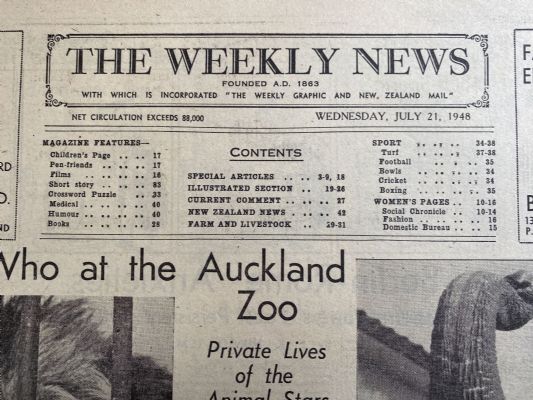 THE WEEKLY NEWS
FOUNDED A.D. 1863
WITH WHICH IS INCORPORATED "THE WEEKLY GRAPHIC AND NEW ZEALAND MAIL"
NET CIRCULATION EXCEEDS 88,000
WEDNESDAY, JULY 21, 1948
MAGAZINE FEATURES—
Children's Page .. .. 17
Pen-friends .. .. .. 17
Films .. .. .. .. 16
Short story .. .. .. 33
Crossword Puzzle .. .. 33
Medical .. .. .. .. 40
Humour .. .. .. .. 40
Books .. .. .. .. 28
CONTENTS
SPECIAL ARTICLES .. .. 3-9, 18
ILLUSTRATED SECTION .. 19-26
CURRENT COMMENT .. .. .. 27
NEW ZEALAND NEWS .. .. .. 42
FARM AND LIVESTOCK .. .. 29-31
SPORT .. .. .. .. 34-38
Turf .. .. .. .. 37-38
Football .. .. .. .. 35
Bowls .. .. .. .. 34
Cricket .. .. .. .. 34
Boxing .. .. .. .. 35
WOMEN'S PAGES .. .. 10-16
Social Chronicle .. .. 10-14
Fashion .. .. .. .. 16
Domestic Bureau .. .. 15
Who at the Auckland
Zoo
Private Lives
of the
Animal Stars